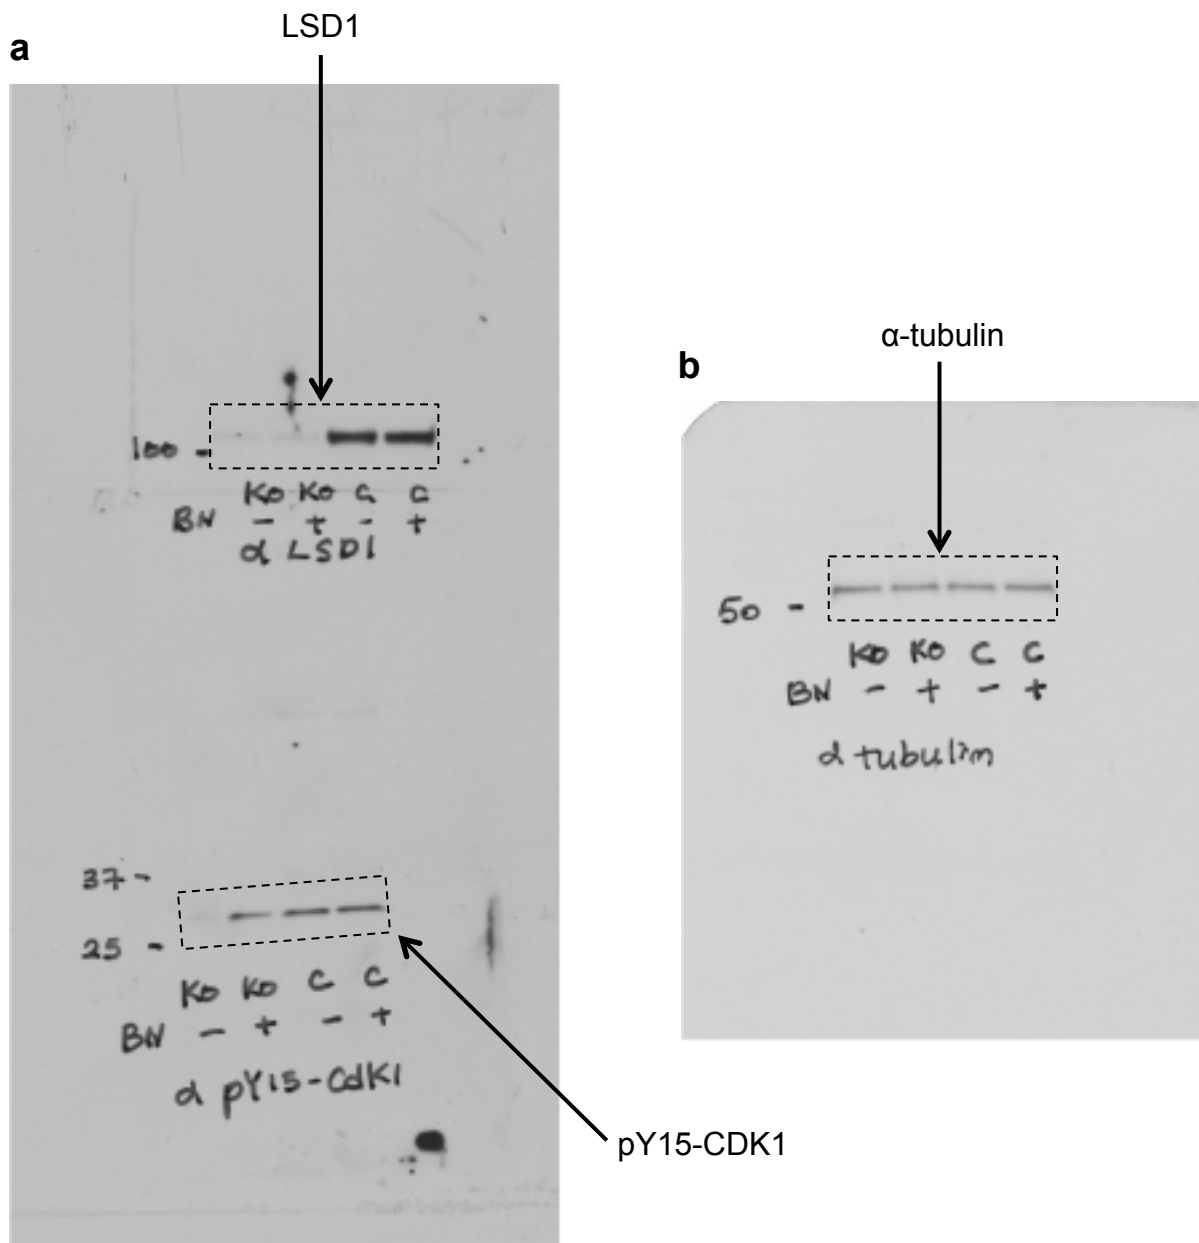 a
LSD1
100 -
KO KO C C
BN - + - +
α LSD1
37 -
25 -
KO KO C C
BN - + - +
α pY15-CdK1
pY15-CDK1
b
α-tubulin
50 -
KO KO C C
BN - + - +
α tubulin